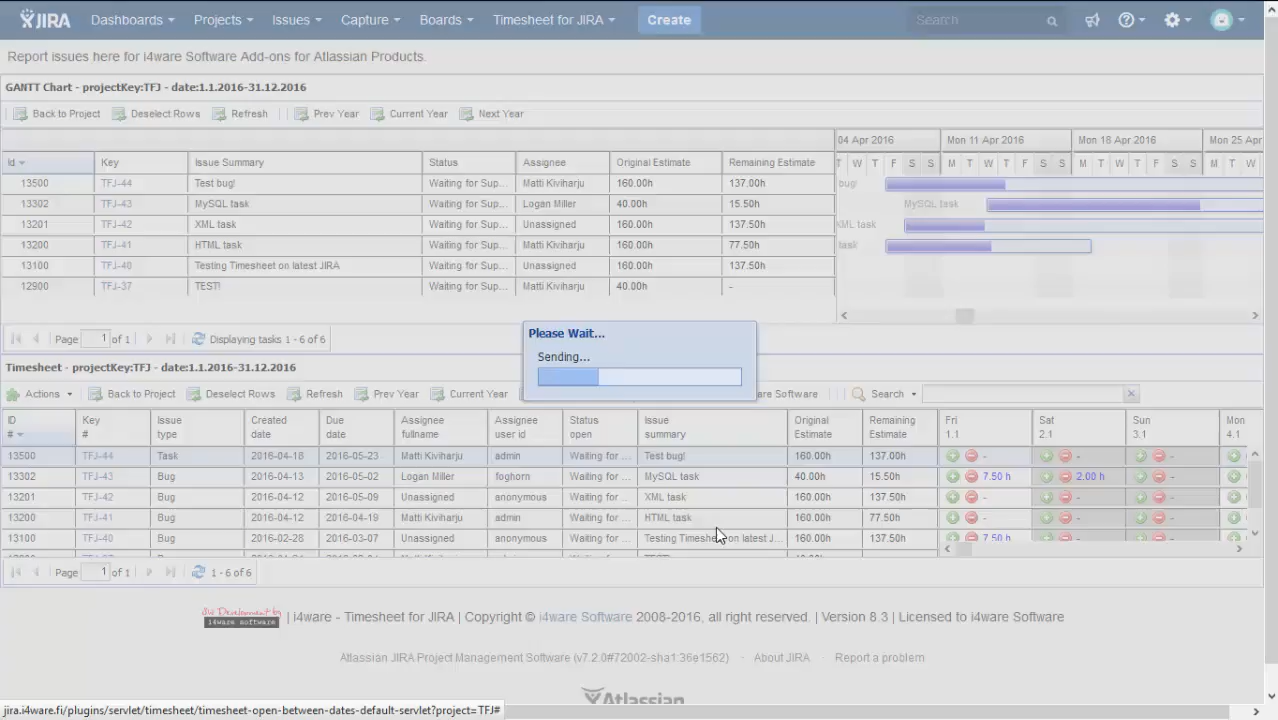 JIRA Dashboards Projects Issues Capture Boards Timesheet for JIRA Create Search
Report issues here for i4ware Software Add-ons for Atlassian Products.
GANTT Chart - projectKey:TFJ - date:1.1.2016-31.12.2016
Back to Project Deselect Rows Refresh Prev Year Current Year Next Year
04 Apr 2016 Mon 11 Apr 2016 Mon 18 Apr 2016 Mon 25
Id Key Issue Summary Status Assignee Original Estimate Remaining Estimate W T F S S M T W T F S S M T W T F S S M T W
13500 TFJ-44 Test bug! Waiting for Sup... Matti Kiviharju 160.00h 137.00h bug!
13302 TFJ-43 MySQL task Waiting for Sup... Logan Miller 40.00h 15.50h MySQL task
13201 TFJ-42 XML task Waiting for Sup... Unassigned 160.00h 137.50h XML task
13200 TFJ-41 HTML task Waiting for Sup... Matti Kiviharju 160.00h 77.50h task
13100 TFJ-40 Testing Timesheet on latest JIRA Waiting for Sup... Unassigned 160.00h 137.50h
12900 TFJ-37 TEST! Waiting for Sup... Matti Kiviharju 40.00h -
Page 1 of 1 Displaying tasks 1 - 6 of 6
Please Wait...
Sending...
Timesheet - projectKey:TFJ - date:1.1.2016-31.12.2016
Actions Back to Project Deselect Rows Refresh Prev Year Current Year Software Search
ID Key Issue Created Due Assignee Assignee Status Issue Original Remaining Fri Sat Sun Mon
# # type date date fullname user id open summary Estimate Estimate 1.1 2.1 3.1 4.1
13500 TFJ-44 Task 2016-04-18 2016-05-23 Matti Kiviharju admin Waiting for ... Test bug! 160.00h 137.00h - - -
13302 TFJ-43 Bug 2016-04-13 2016-05-02 Logan Miller foghorn Waiting for ... MySQL task 40.00h 15.50h 7.50 h 2.00 h -
13201 TFJ-42 Bug 2016-04-12 2016-05-09 Unassigned anonymous Waiting for ... XML task 160.00h 137.50h - - -
13200 TFJ-41 Bug 2016-04-12 2016-04-19 Matti Kiviharju admin Waiting for ... HTML task 160.00h 77.50h - - -
13100 TFJ-40 Bug 2016-02-28 2016-03-07 Unassigned anonymous Waiting for ... Testing Timesheet on latest J... 160.00h 137.50h 7.50 h - -
Page 1 of 1 1 - 6 of 6
i4ware software | i4ware - Timesheet for JIRA | Copyright © i4ware Software 2008-2016, all right reserved. | Version 8.3 | Licensed to i4ware Software
Atlassian JIRA Project Management Software (v7.2.0#72002-sha1:36e1562) · About JIRA · Report a problem
Atlassian
jira.i4ware.fi/plugins/servlet/timesheet/timesheet-open-between-dates-default-servlet?project=TFJ#